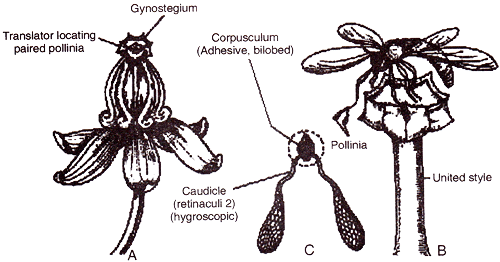 Gynostegium
Translator locating
paired pollinia
Corpusculum
(Adhesive, bilobed)
Pollinia
Caudicle
(retinaculi 2)
(hygroscopic)
United style
A
C
B